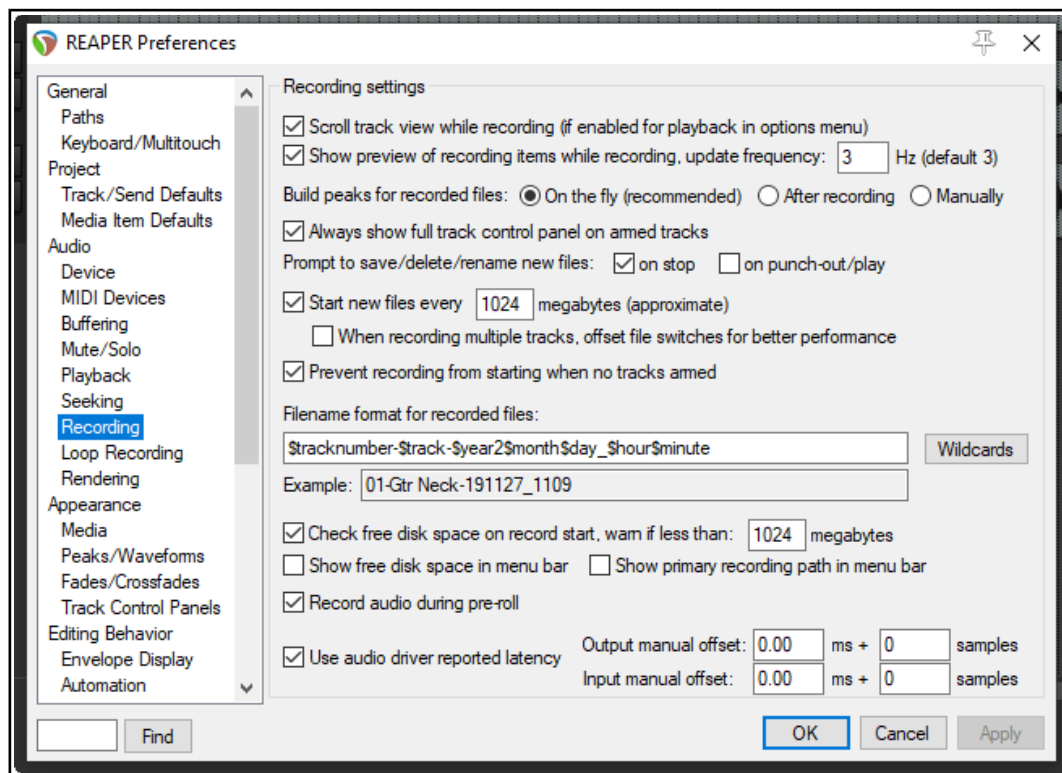 REAPER Preferences
General
Paths
Keyboard/Multitouch
Project
Track/Send Defaults
Media Item Defaults
Audio
Device
MIDI Devices
Buffering
Mute/Solo
Playback
Seeking
Recording
Loop Recording
Rendering
Appearance
Media
Peaks/Waveforms
Fades/Crossfades
Track Control Panels
Editing Behavior
Envelope Display
Automation
Find
Recording settings
Scroll track view while recording (if enabled for playback in options menu)
Show preview of recording items while recording, update frequency: 3 Hz (default 3)
Build peaks for recorded files: On the fly (recommended) After recording Manually
Always show full track control panel on armed tracks
Prompt to save/delete/rename new files: on stop on punch-out/play
Start new files every 1024 megabytes (approximate)
When recording multiple tracks, offset file switches for better performance
Prevent recording from starting when no tracks armed
Filename format for recorded files:
$tracknumber-$track-$year2$month$day_$hour$minute Wildcards
Example: 01-Gtr Neck-191127_1109
Check free disk space on record start, warn if less than: 1024 megabytes
Show free disk space in menu bar Show primary recording path in menu bar
Record audio during pre-roll
Use audio driver reported latency
Output manual offset: 0.00 ms + 0 samples
Input manual offset: 0.00 ms + 0 samples
OK Cancel Apply